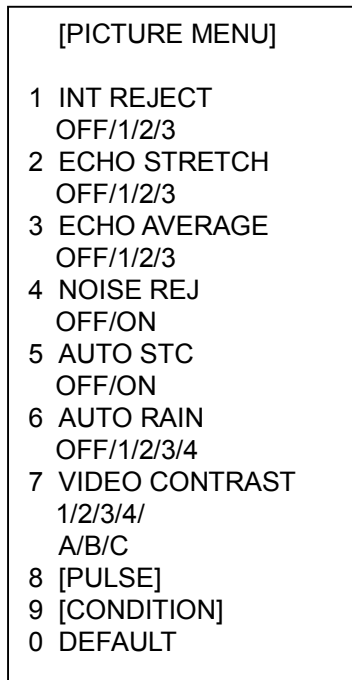 [PICTURE MENU]
1 INT REJECT
OFF/1/2/3
2 ECHO STRETCH
OFF/1/2/3
3 ECHO AVERAGE
OFF/1/2/3
4 NOISE REJ
OFF/ON
5 AUTO STC
OFF/ON
6 AUTO RAIN
OFF/1/2/3/4
7 VIDEO CONTRAST
1/2/3/4/
A/B/C
8 [PULSE]
9 [CONDITION]
0 DEFAULT